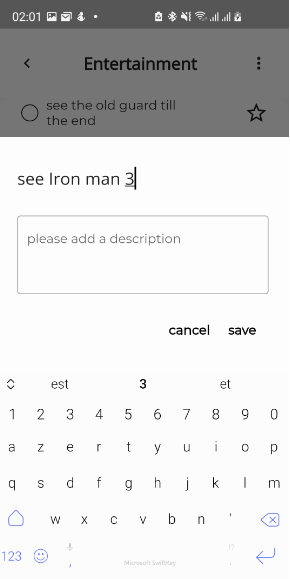 02:01
Entertainment
see the old guard till
the end
see Iron man 3
please add a description
cancel save
est 3 et
1 2 3 4 5 6 7 8 9 0
a z e r t y u i o p
q s d f g h j k l m
w x c v b n '
123 , Microsoft SwiftKey !? .